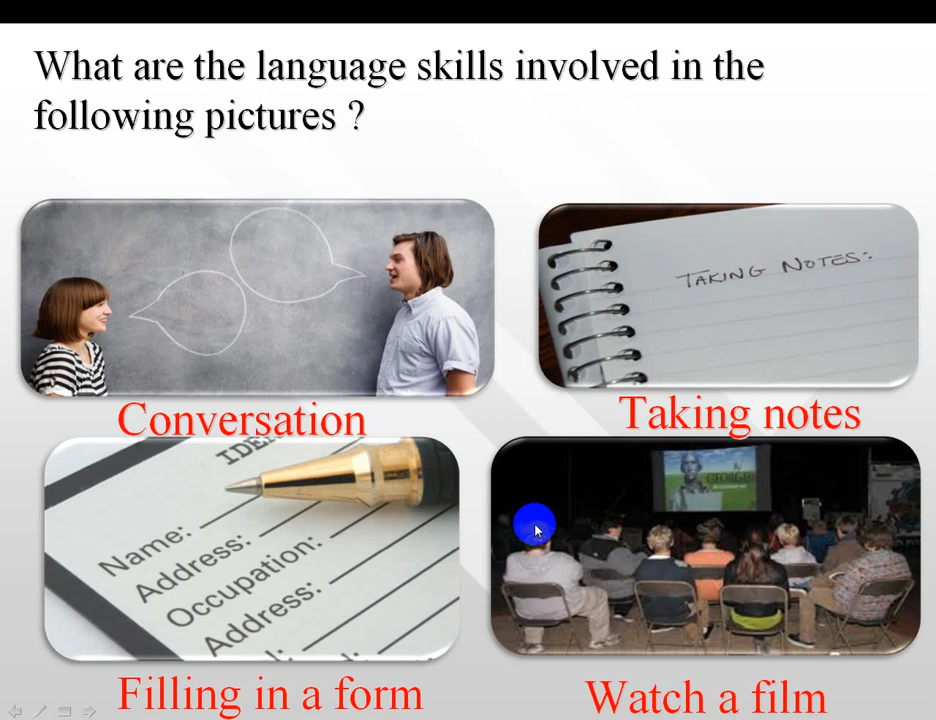 What are the language skills involved in the
following pictures ?
TAKING NOTES:
Conversation
Taking notes
Name:
Address:
Occupation:
Address:
GEORGE
Filling in a form
Watch a film